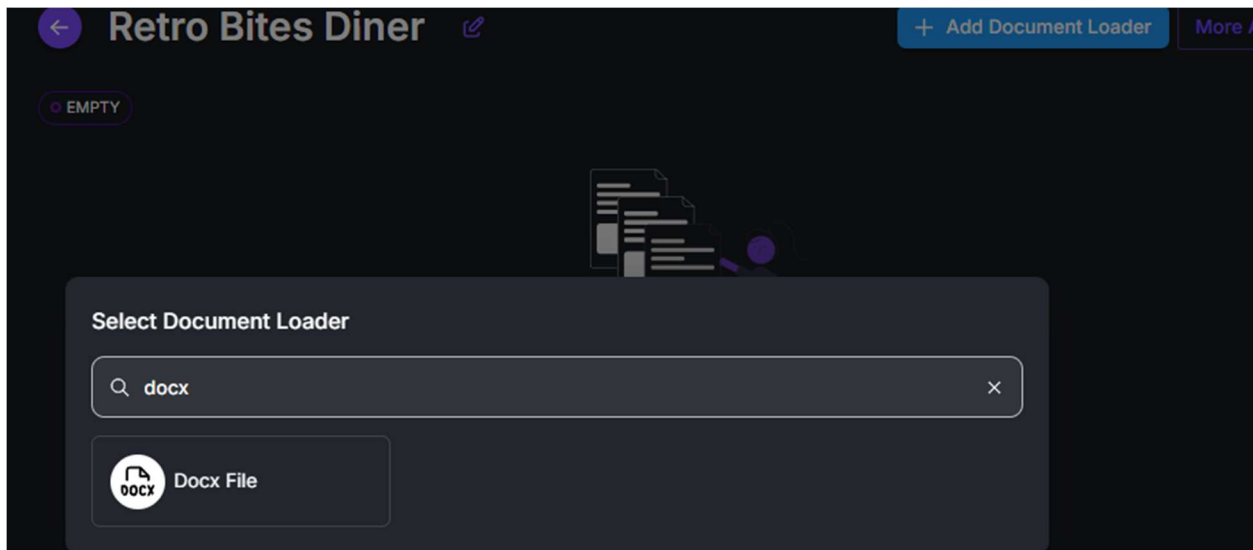 Retro Bites Diner
+ Add Document Loader
More A
EMPTY
Select Document Loader
docx
DOCX
Docx File